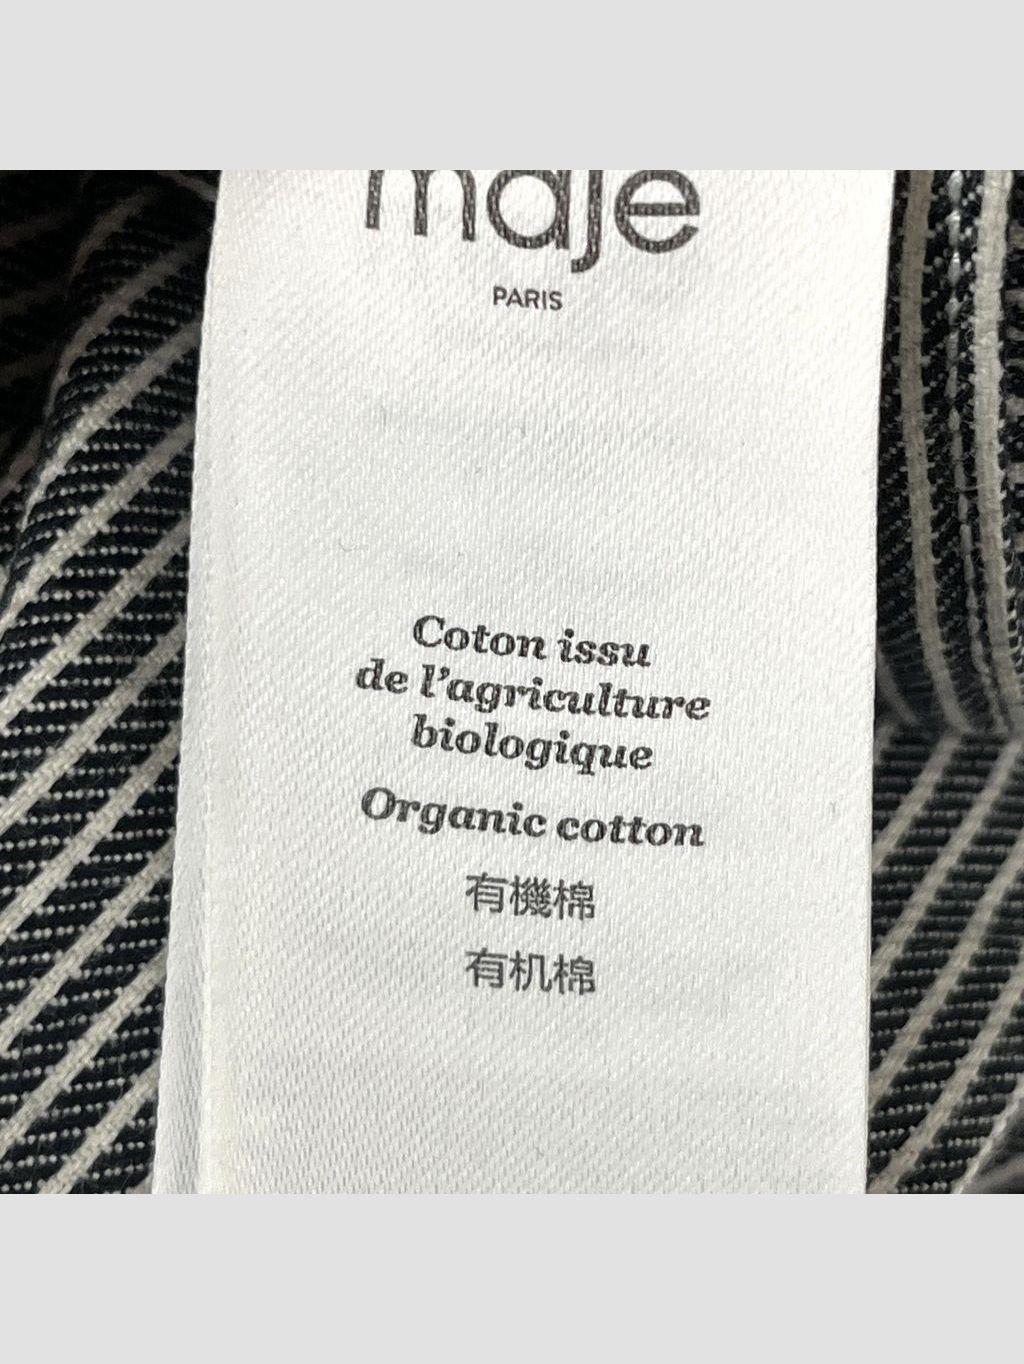 maje
PARIS
Coton issu
de l'agriculture
biologique
Organic cotton
有機棉
有机棉